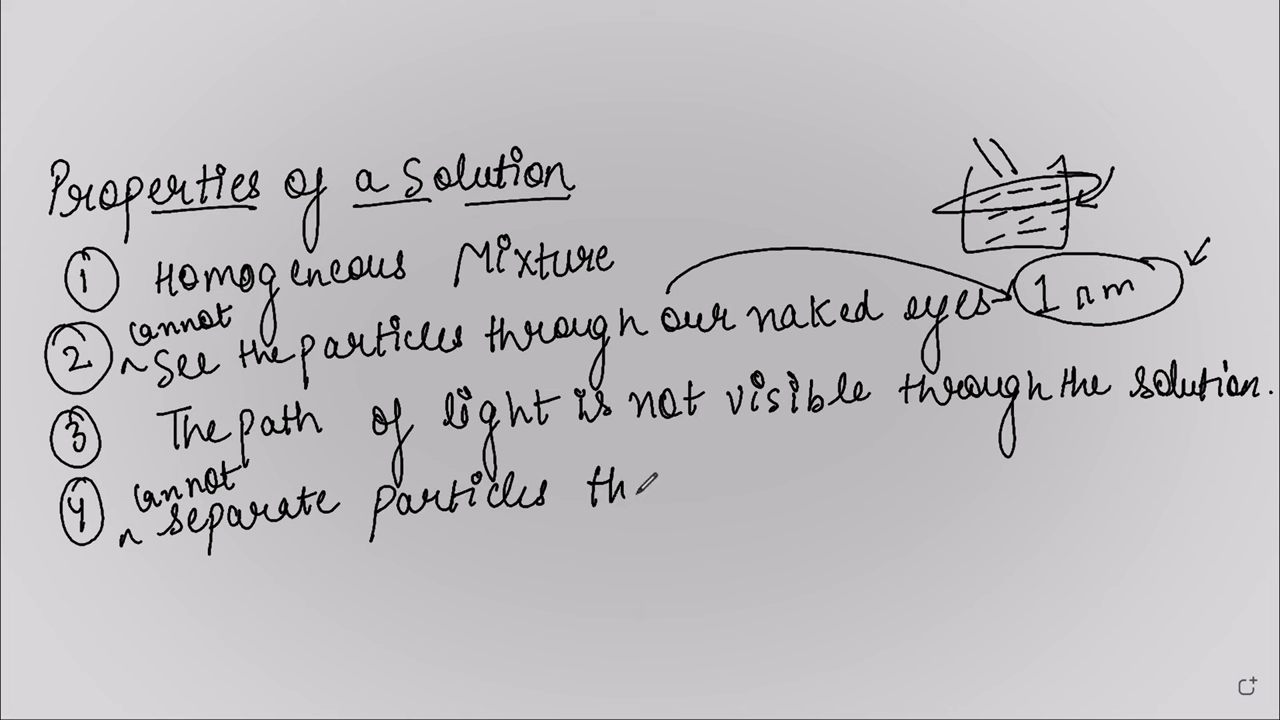 Properties of a Solution
1 Homogeneous Mixture
2 cannot ^ See the particles through our naked eyes → 1 nm
3 The path of light is not visible through the solution.
4 cannot ^ separate particles th